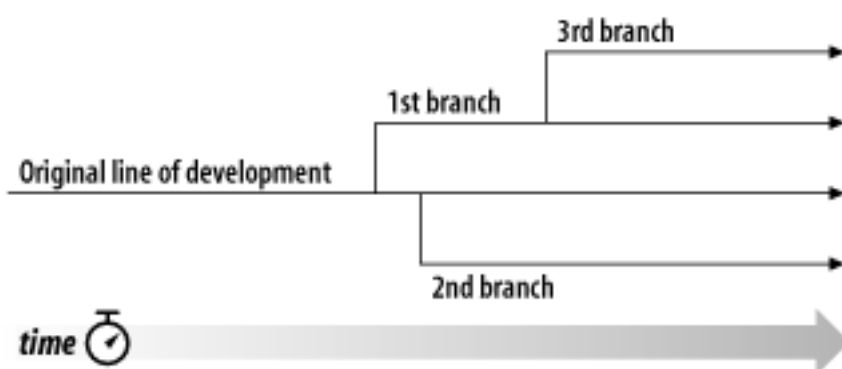 3rd branch
1st branch
Original line of development
2nd branch
time